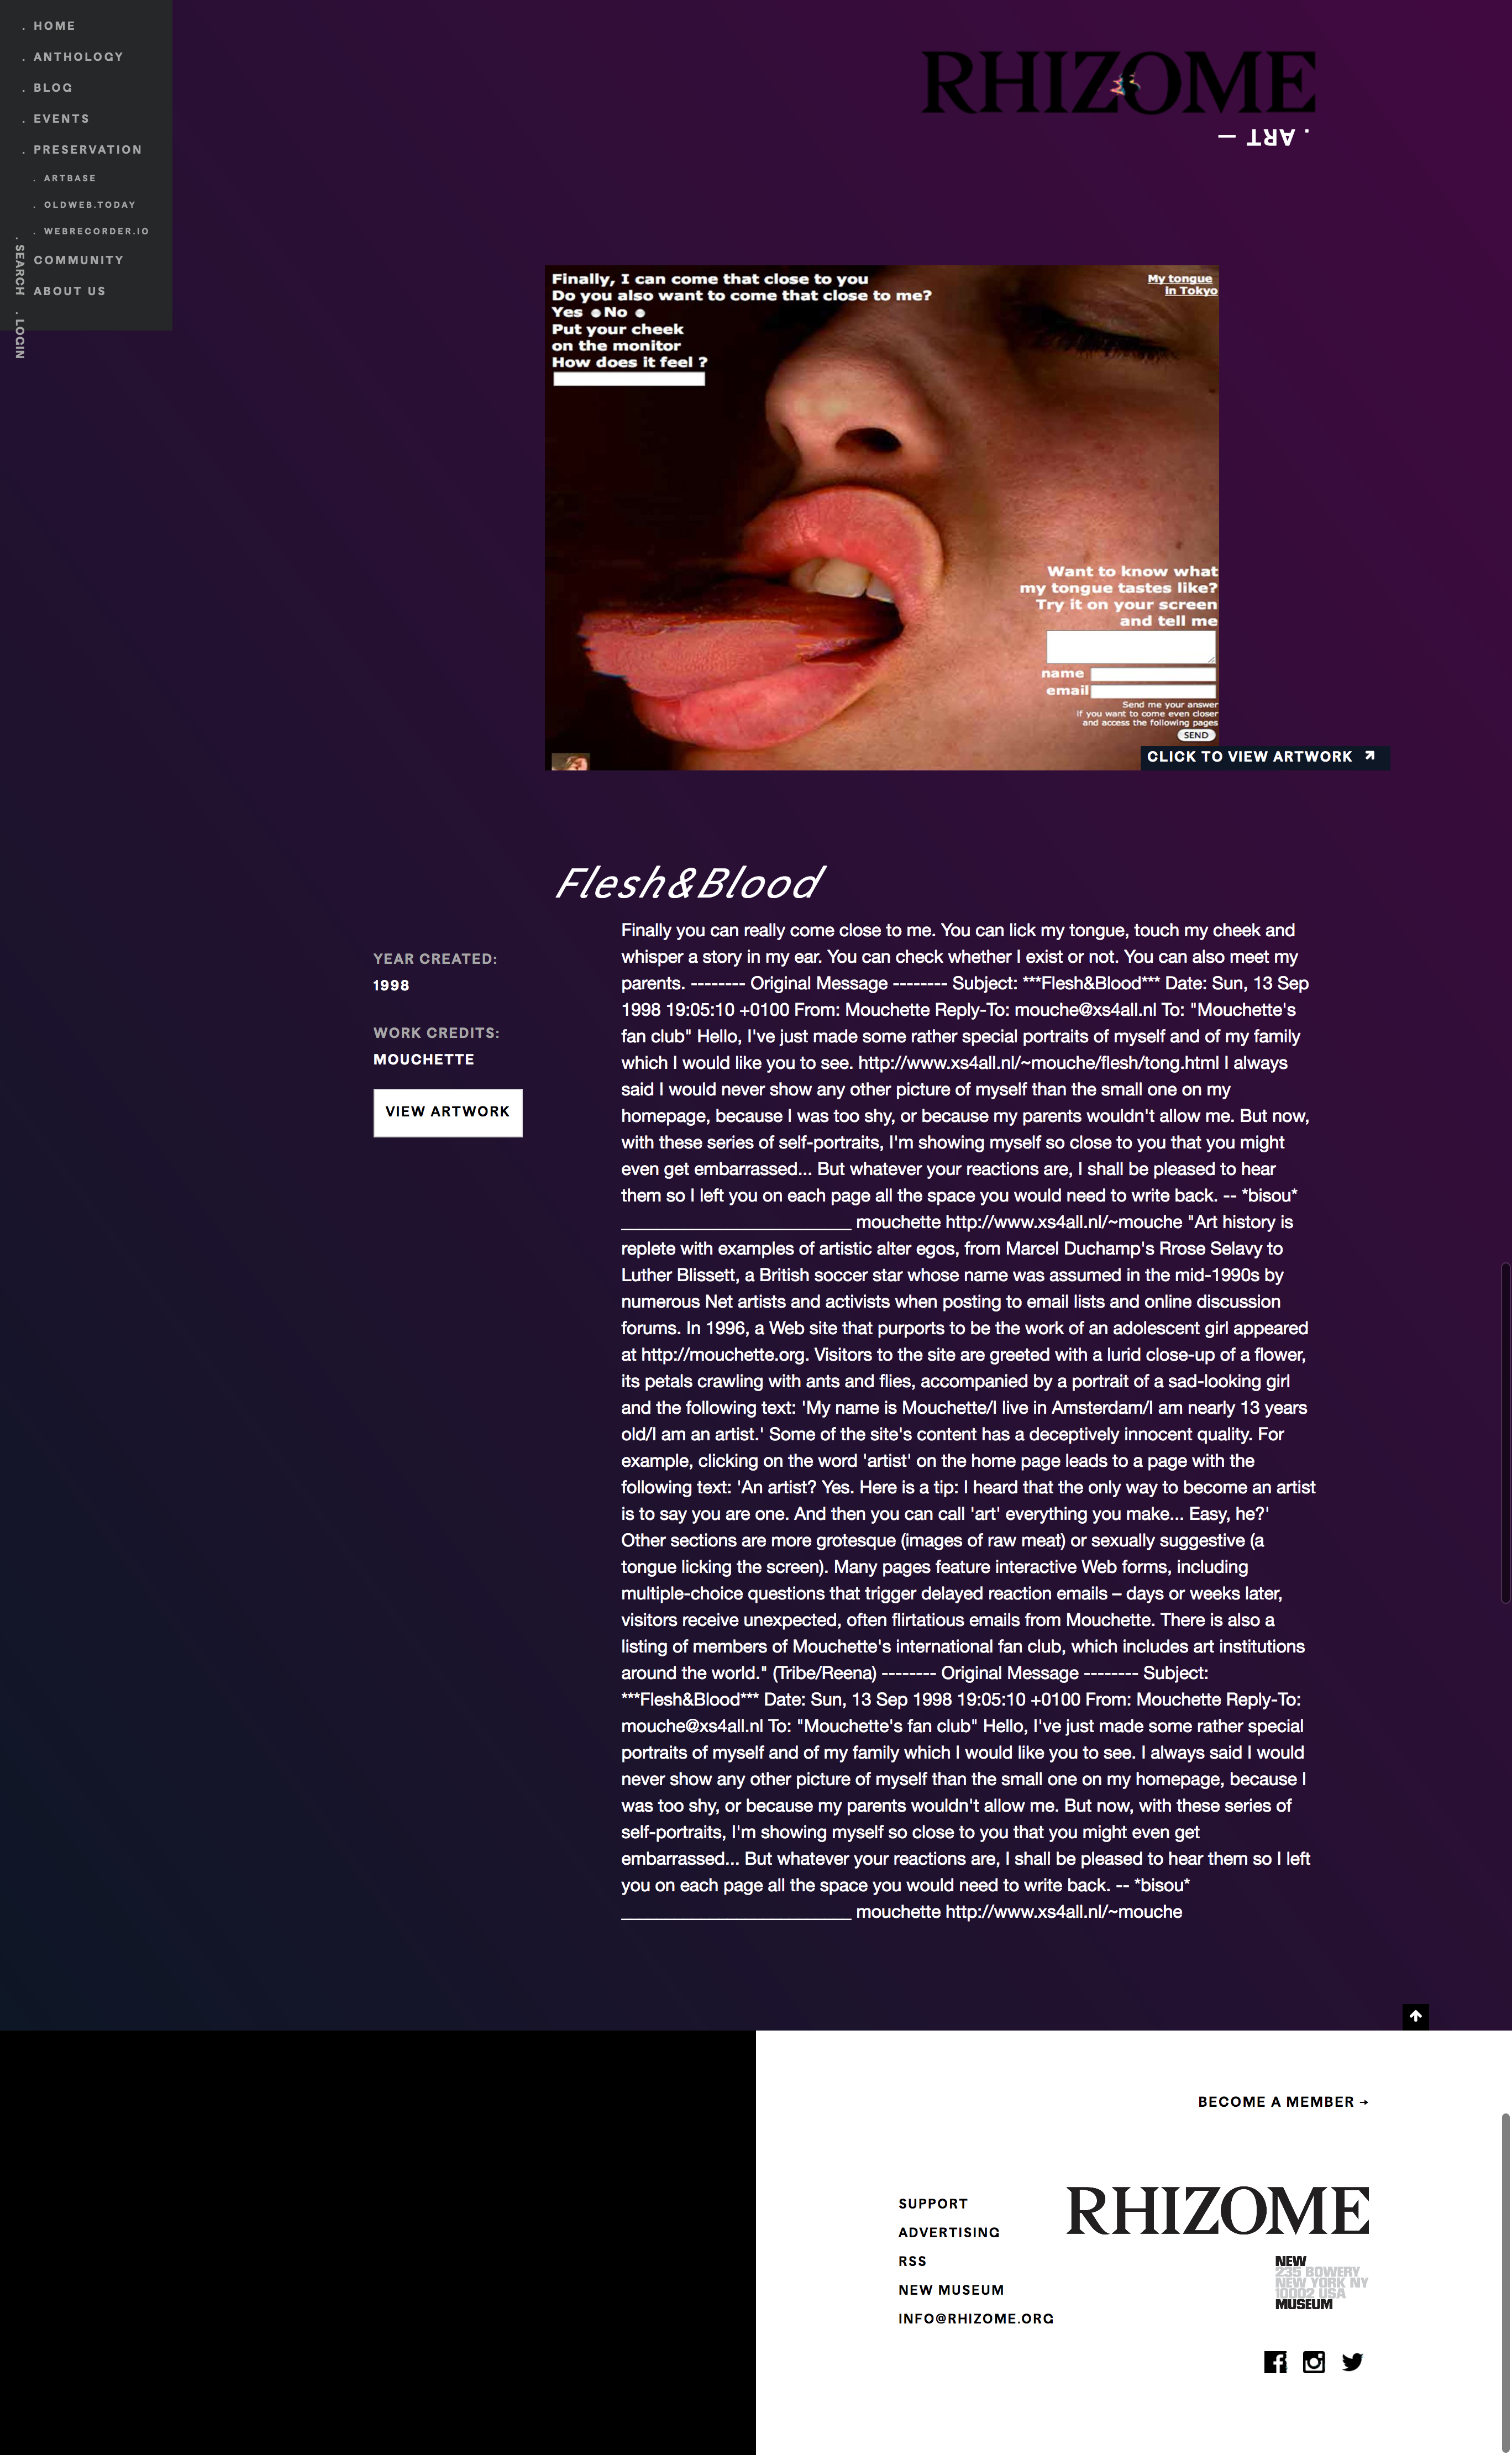 . HOME
. ANTHOLOGY
. BLOG
. EVENTS
. PRESERVATION
. ARTBASE
. OLDWEB.TODAY
. WEBRECORDER.IO
COMMUNITY
ABOUT US
. SEARCH
. LOGIN
RHIZOME
. ART —
Finally, I can come that close to you
Do you also want to come that close to me?
Yes No
Put your cheek
on the monitor
How does it feel ?
My tongue
in Tokyo
Want to know what
my tongue tastes like?
Try it on your screen
and tell me
name
email
Send me your answer
if you want to come even closer
and access the following pages
SEND
CLICK TO VIEW ARTWORK
Flesh&Blood
YEAR CREATED:
1998
WORK CREDITS:
MOUCHETTE
VIEW ARTWORK
Finally you can really come close to me. You can lick my tongue, touch my cheek and
whisper a story in my ear. You can check whether I exist or not. You can also meet my
parents. -------- Original Message -------- Subject: ***Flesh&Blood*** Date: Sun, 13 Sep
1998 19:05:10 +0100 From: Mouchette Reply-To: mouche@xs4all.nl To: "Mouchette's
fan club" Hello, I've just made some rather special portraits of myself and of my family
which I would like you to see. http://www.xs4all.nl/~mouche/flesh/tong.html I always
said I would never show any other picture of myself than the small one on my
homepage, because I was too shy, or because my parents wouldn't allow me. But now,
with these series of self-portraits, I'm showing myself so close to you that you might
even get embarrassed... But whatever your reactions are, I shall be pleased to hear
them so I left you on each page all the space you would need to write back. -- *bisou*
_________________________ mouchette http://www.xs4all.nl/~mouche "Art history is
replete with examples of artistic alter egos, from Marcel Duchamp's Rrose Selavy to
Luther Blissett, a British soccer star whose name was assumed in the mid-1990s by
numerous Net artists and activists when posting to email lists and online discussion
forums. In 1996, a Web site that purports to be the work of an adolescent girl appeared
at http://mouchette.org. Visitors to the site are greeted with a lurid close-up of a flower,
its petals crawling with ants and flies, accompanied by a portrait of a sad-looking girl
and the following text: 'My name is Mouchette/I live in Amsterdam/I am nearly 13 years
old/I am an artist.' Some of the site's content has a deceptively innocent quality. For
example, clicking on the word 'artist' on the home page leads to a page with the
following text: 'An artist? Yes. Here is a tip: I heard that the only way to become an artist
is to say you are one. And then you can call 'art' everything you make... Easy, he?'
Other sections are more grotesque (images of raw meat) or sexually suggestive (a
tongue licking the screen). Many pages feature interactive Web forms, including
multiple-choice questions that trigger delayed reaction emails – days or weeks later,
visitors receive unexpected, often flirtatious emails from Mouchette. There is also a
listing of members of Mouchette's international fan club, which includes art institutions
around the world." (Tribe/Reena) -------- Original Message -------- Subject:
***Flesh&Blood*** Date: Sun, 13 Sep 1998 19:05:10 +0100 From: Mouchette Reply-To:
mouche@xs4all.nl To: "Mouchette's fan club" Hello, I've just made some rather special
portraits of myself and of my family which I would like you to see. I always said I would
never show any other picture of myself than the small one on my homepage, because I
was too shy, or because my parents wouldn't allow me. But now, with these series of
self-portraits, I'm showing myself so close to you that you might even get
embarrassed... But whatever your reactions are, I shall be pleased to hear them so I left
you on each page all the space you would need to write back. -- *bisou*
_________________________ mouchette http://www.xs4all.nl/~mouche
BECOME A MEMBER →
SUPPORT
ADVERTISING
RSS
NEW MUSEUM
INFO@RHIZOME.ORG
RHIZOME
NEW
235 BOWERY
NEW YORK NY
10002 USA
MUSEUM